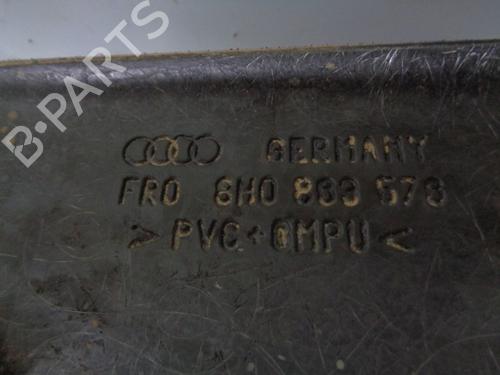 B·PARTS
GERMANY
FRO 8H0 863 573
>PVC+GMPU<